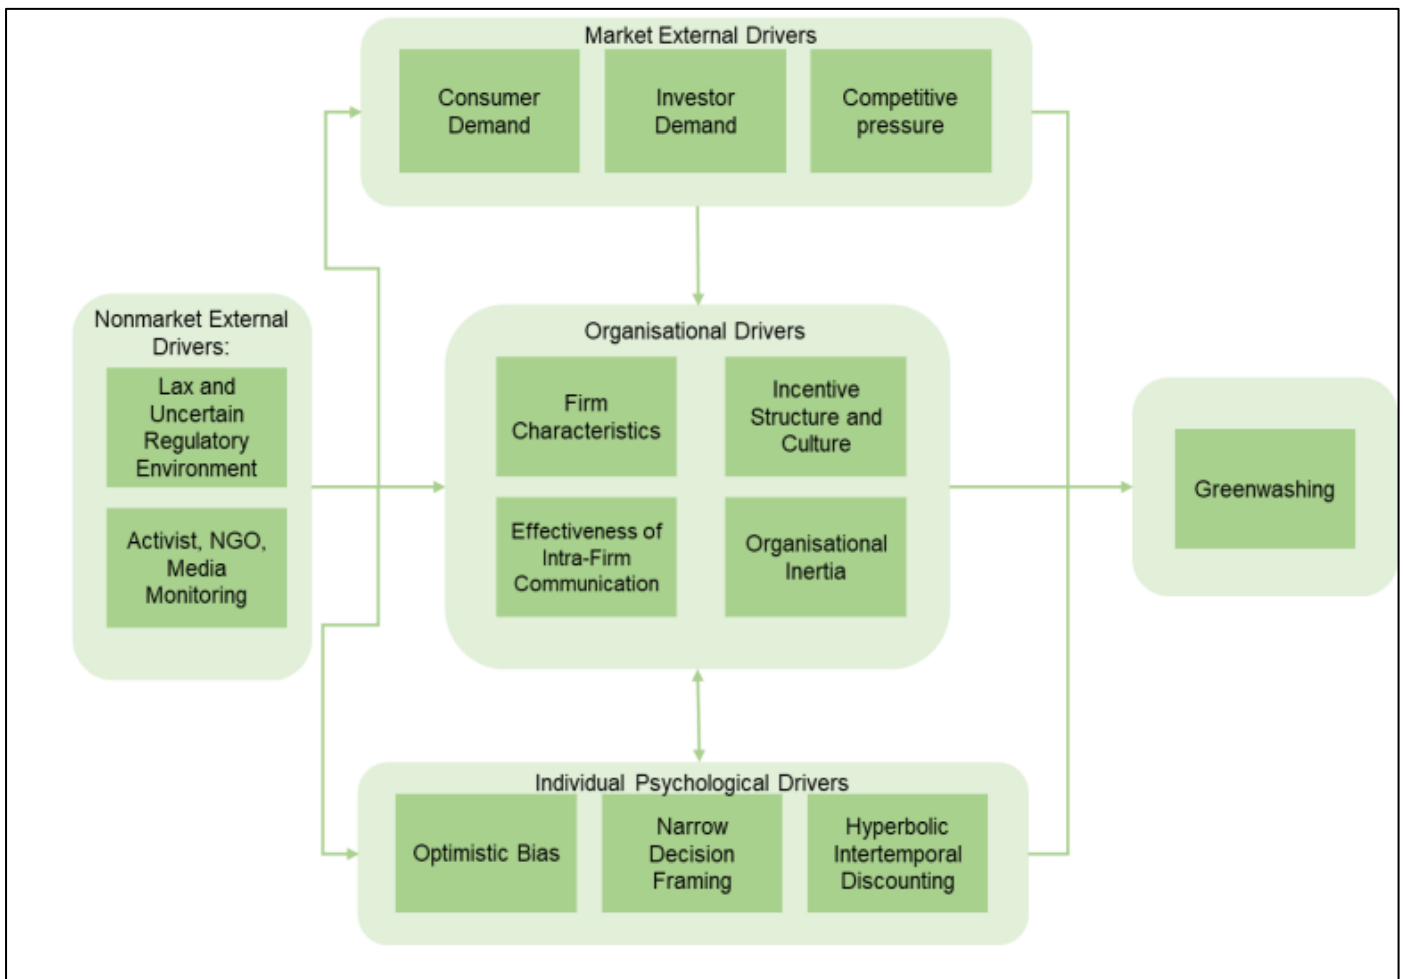 Market External Drivers
Consumer
Demand
Investor
Demand
Competitive
pressure
Nonmarket External
Drivers:
Lax and
Uncertain
Regulatory
Environment
Activist, NGO,
Media
Monitoring
Organisational Drivers
Firm
Characteristics
Incentive
Structure and
Culture
Effectiveness of
Intra-Firm
Communication
Organisational
Inertia
Greenwashing
Individual Psychological Drivers
Optimistic Bias
Narrow
Decision
Framing
Hyperbolic
Intertemporal
Discounting